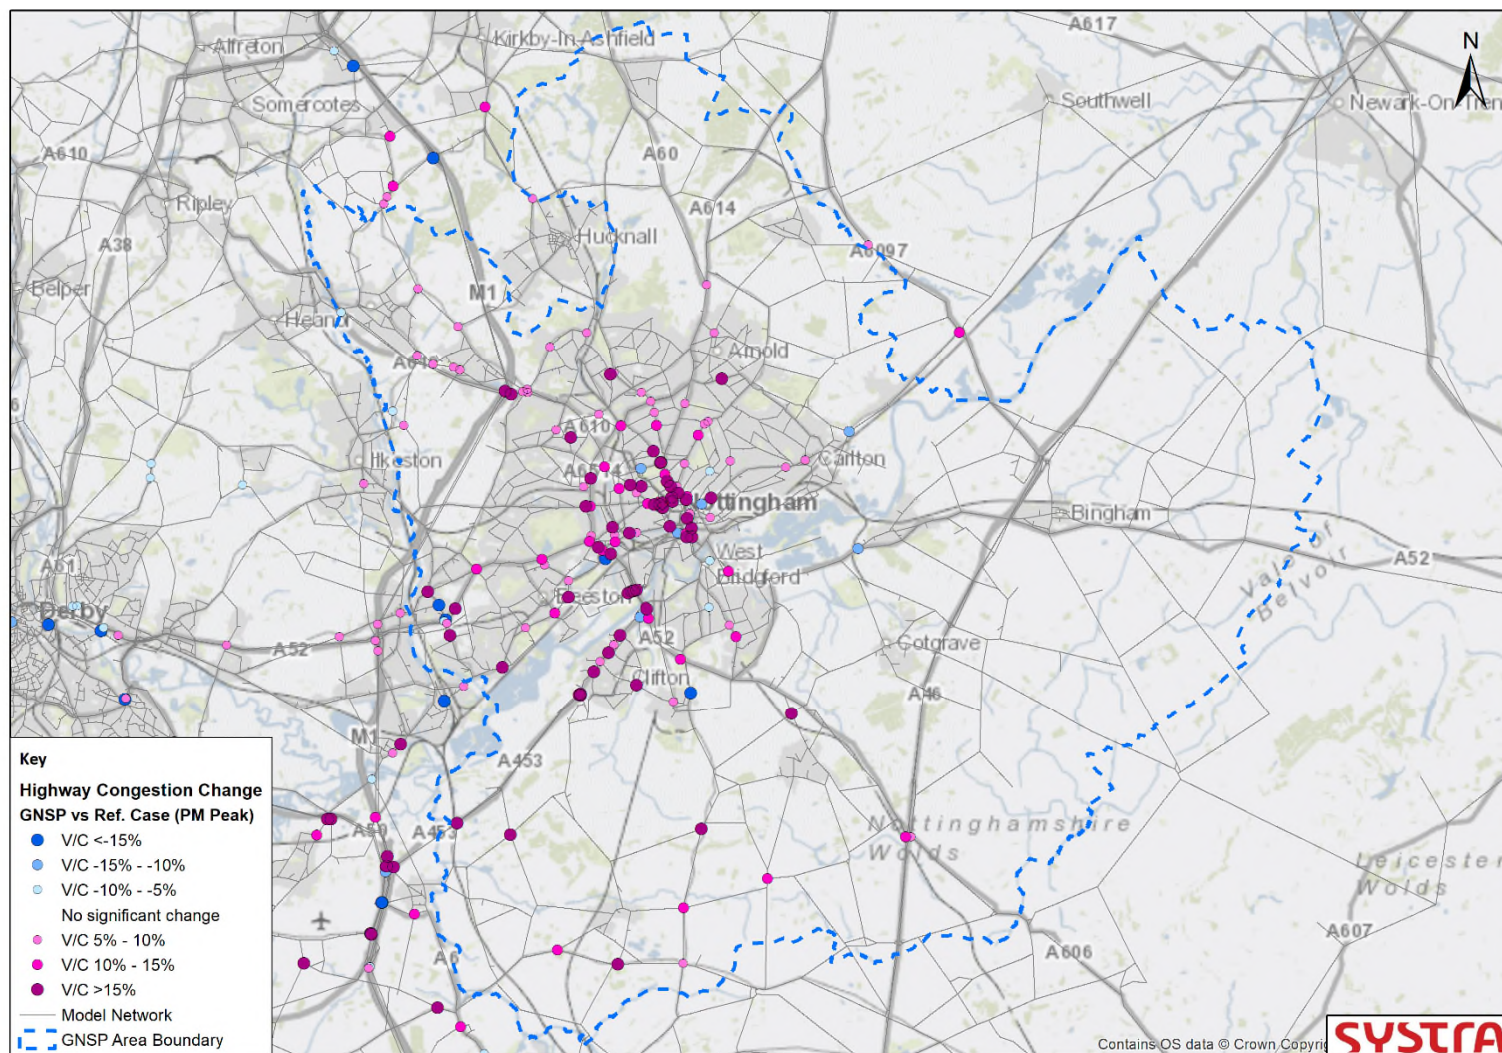 A617
N
Alfreton
Kirkby-In-Ashfield
Somercotes
Southwell
Newark-On-Tren
A610
A60
Ripley
A614
A38
Hucknall
A6097
Belper
M1
Heanor
Arnold
A610
Ilkeston
A6514
Carlton
ttingham
Bingham
A52
West
Bridgford
Vale of
Belvoir
A61
Derby
Beeston
A52
A52
Cotgrave
Clifton
A46
M1
A453
Key
Highway Congestion Change
GNSP vs Ref. Case (PM Peak)
V/C <-15%
V/C -15% - -10%
V/C -10% - -5%
No significant change
V/C 5% - 10%
V/C 10% - 15%
V/C >15%
Model Network
GNSP Area Boundary
A50
A453
Nottinghamshire
Wolds
Leicester
Wolds
A607
A6
A606
Contains OS data © Crown Copyrig
SYSTRA